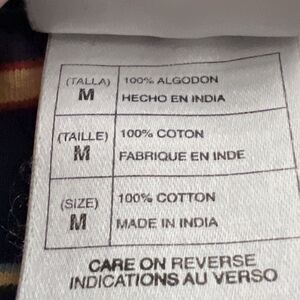 (TALLA) 100% ALGODON
M HECHO EN INDIA
(TAILLE) 100% COTON
M FABRIQUE EN INDE
(SIZE) 100% COTTON
M MADE IN INDIA
CARE ON REVERSE
INDICATIONS AU VERSO